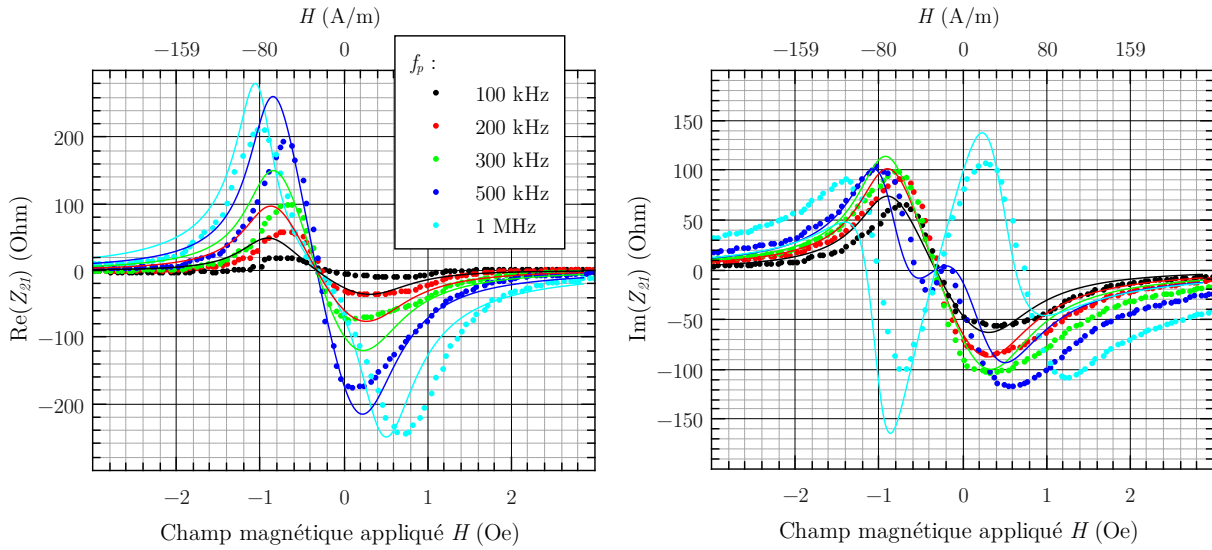 H (A/m)
−159 −80 0
f_p :
100 kHz
200 kHz
300 kHz
500 kHz
1 MHz
Re(Z_21) (Ohm)
200
100
0
−100
−200
−2 −1 0 1 2
Champ magnétique appliqué H (Oe)
H (A/m)
−159 −80 0 80 159
Im(Z_21) (Ohm)
150
100
50
0
−50
−100
−150
−2 −1 0 1 2
Champ magnétique appliqué H (Oe)